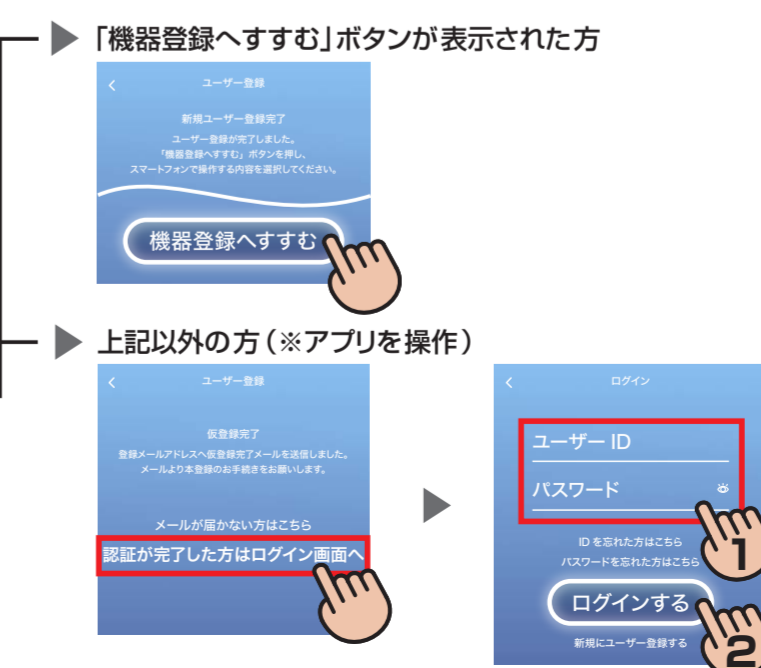 「機器登録へすすむ」ボタンが表示された方
ユーザー登録
新規ユーザー登録完了
ユーザー登録が完了しました。
「機器登録へすすむ」ボタンを押し、
スマートフォンで操作する内容を選択してください。
機器登録へすすむ
上記以外の方（※アプリを操作）
ユーザー登録
仮登録完了
登録メールアドレスへ仮登録完了メールを送信しました。
メールより本登録のお手続きをお願いします。
メールが届かない方はこちら
認証が完了した方はログイン画面へ
ログイン
ユーザー ID
パスワード
1
ID を忘れた方はこちら
パスワードを忘れた方はこちら
ログインする
2
新規にユーザー登録する